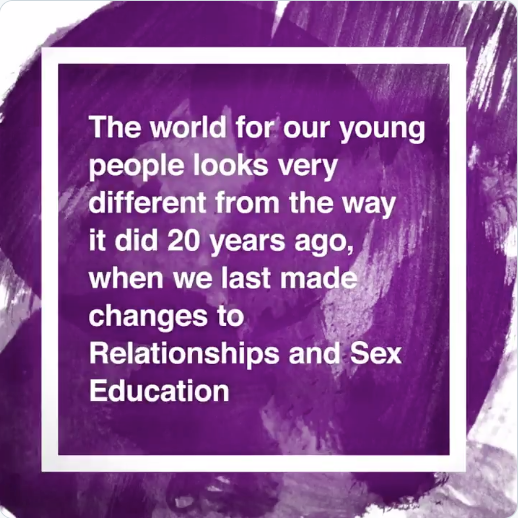 The world for our young
people looks very
different from the way
it did 20 years ago,
when we last made
changes to
Relationships and Sex
Education